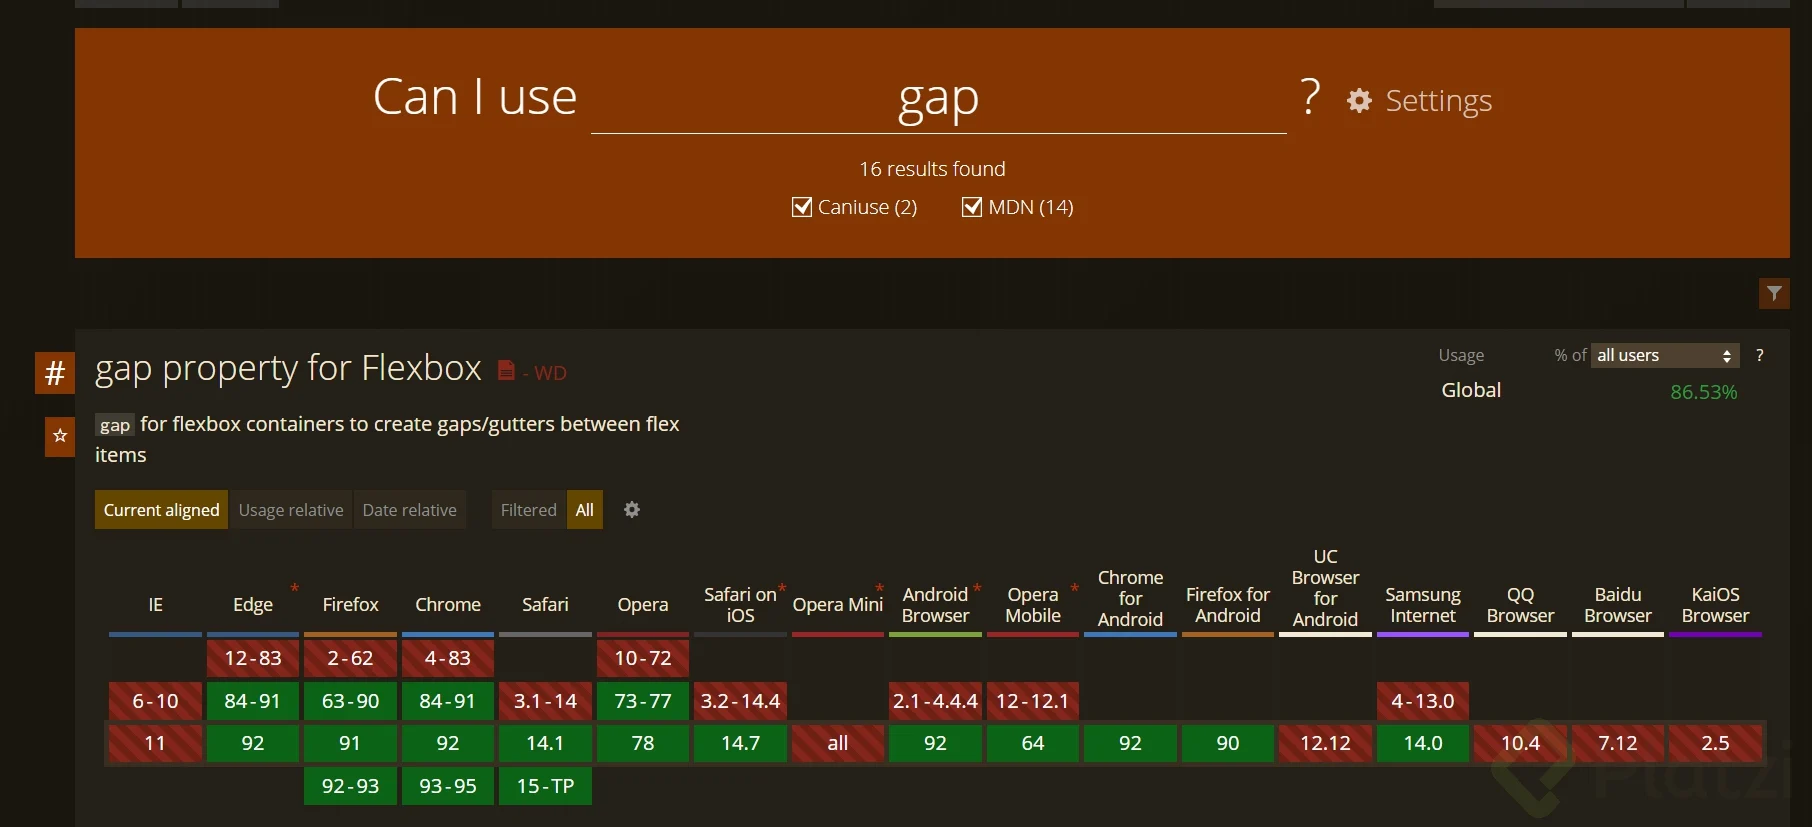 Can I use gap ? Settings
16 results found
Caniuse (2) MDN (14)
# gap property for Flexbox - WD
Usage % of all users ?
Global 86.53%
gap for flexbox containers to create gaps/gutters between flex
items
Current aligned Usage relative Date relative Filtered All
IE
Edge *
Firefox
Chrome
Safari
Opera
Safari on *
iOS
Opera Mini *
Android *
Browser
Opera *
Mobile
Chrome
for
Android
Firefox for
Android
UC
Browser
for
Android
Samsung
Internet
QQ
Browser
Baidu
Browser
KaiOS
Browser
12-83 2-62 4-83 10-72
6-10 84-91 63-90 84-91 3.1-14 73-77 3.2-14.4 2.1-4.4.4 12-12.1 4-13.0
11 92 91 92 14.1 78 14.7 all 92 64 92 90 12.12 14.0 10.4 7.12 2.5
92-93 93-95 15-TP
Platzi